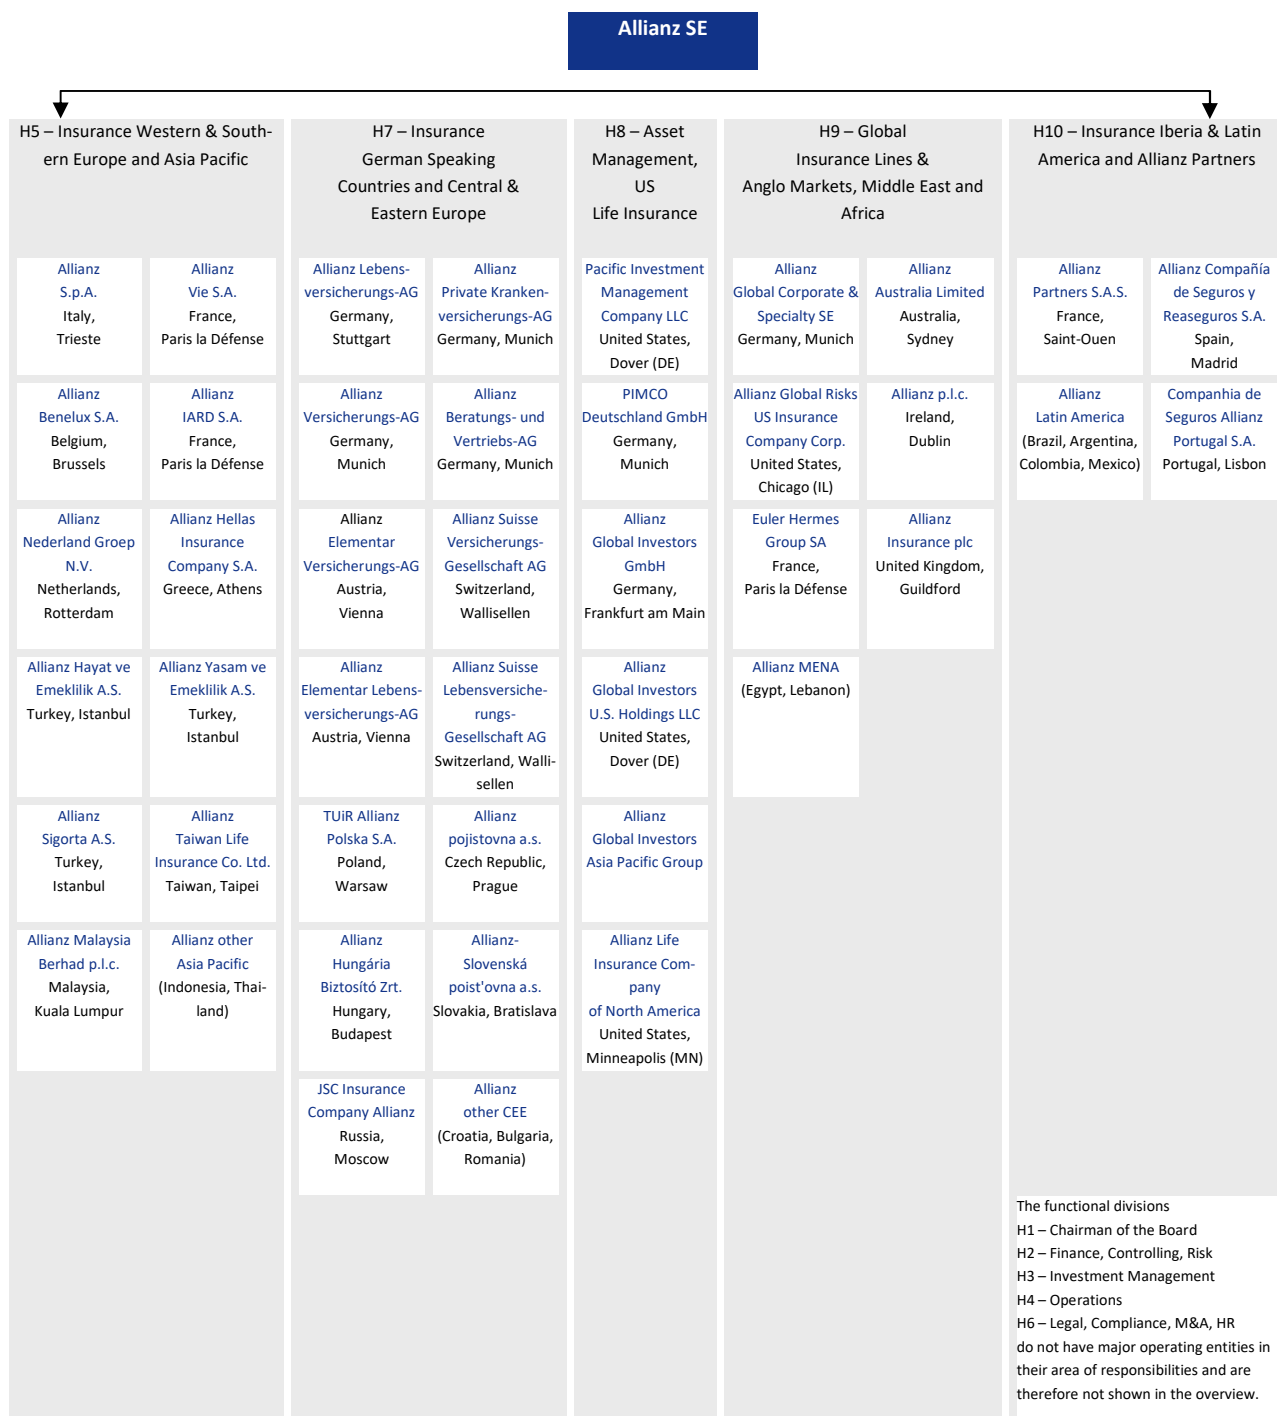 Allianz SE
H5 – Insurance Western & South-
ern Europe and Asia Pacific
H7 – Insurance
German Speaking
Countries and Central &
Eastern Europe
H8 – Asset
Management,
US
Life Insurance
H9 – Global
Insurance Lines &
Anglo Markets, Middle East and
Africa
H10 – Insurance Iberia & Latin
America and Allianz Partners
Allianz
S.p.A.
Italy,
Trieste
Allianz
Vie S.A.
France,
Paris la Défense
Allianz
Benelux S.A.
Belgium,
Brussels
Allianz
IARD S.A.
France,
Paris la Défense
Allianz
Nederland Groep
N.V.
Netherlands,
Rotterdam
Allianz Hellas
Insurance
Company S.A.
Greece, Athens
Allianz Hayat ve
Emeklilik A.S.
Turkey, Istanbul
Allianz Yasam ve
Emeklilik A.S.
Turkey,
Istanbul
Allianz
Sigorta A.S.
Turkey,
Istanbul
Allianz
Taiwan Life
Insurance Co. Ltd.
Taiwan, Taipei
Allianz Malaysia
Berhad p.l.c.
Malaysia,
Kuala Lumpur
Allianz other
Asia Pacific
(Indonesia, Thai-
land)
Allianz Lebens-
versicherungs-AG
Germany,
Stuttgart
Allianz
Private Kranken-
versicherungs-AG
Germany, Munich
Allianz
Versicherungs-AG
Germany,
Munich
Allianz
Beratungs- und
Vertriebs-AG
Germany, Munich
Allianz
Elementar
Versicherungs-AG
Austria,
Vienna
Allianz Suisse
Versicherungs-
Gesellschaft AG
Switzerland,
Wallisellen
Allianz
Elementar Lebens-
versicherungs-AG
Austria, Vienna
Allianz Suisse
Lebensversiche-
rungs-
Gesellschaft AG
Switzerland, Walli-
sellen
TUiR Allianz
Polska S.A.
Poland,
Warsaw
Allianz
pojistovna a.s.
Czech Republic,
Prague
Allianz
Hungária
Biztosító Zrt.
Hungary,
Budapest
Allianz-
Slovenská
poist'ovna a.s.
Slovakia, Bratislava
JSC Insurance
Company Allianz
Russia,
Moscow
Allianz
other CEE
(Croatia, Bulgaria,
Romania)
Pacific Investment
Management
Company LLC
United States,
Dover (DE)
PIMCO
Deutschland GmbH
Germany,
Munich
Allianz
Global Investors
GmbH
Germany,
Frankfurt am Main
Allianz
Global Investors
U.S. Holdings LLC
United States,
Dover (DE)
Allianz
Global Investors
Asia Pacific Group
Allianz Life
Insurance Com-
pany
of North America
United States,
Minneapolis (MN)
Allianz
Global Corporate &
Specialty SE
Germany, Munich
Allianz
Australia Limited
Australia,
Sydney
Allianz Global Risks
US Insurance
Company Corp.
United States,
Chicago (IL)
Allianz p.l.c.
Ireland,
Dublin
Euler Hermes
Group SA
France,
Paris la Défense
Allianz
Insurance plc
United Kingdom,
Guildford
Allianz MENA
(Egypt, Lebanon)
Allianz
Partners S.A.S.
France,
Saint-Ouen
Allianz Compañía
de Seguros y
Reaseguros S.A.
Spain,
Madrid
Allianz
Latin America
(Brazil, Argentina,
Colombia, Mexico)
Companhia de
Seguros Allianz
Portugal S.A.
Portugal, Lisbon
The functional divisions
H1 – Chairman of the Board
H2 – Finance, Controlling, Risk
H3 – Investment Management
H4 – Operations
H6 – Legal, Compliance, M&A, HR
do not have major operating entities in
their area of responsibilities and are
therefore not shown in the overview.